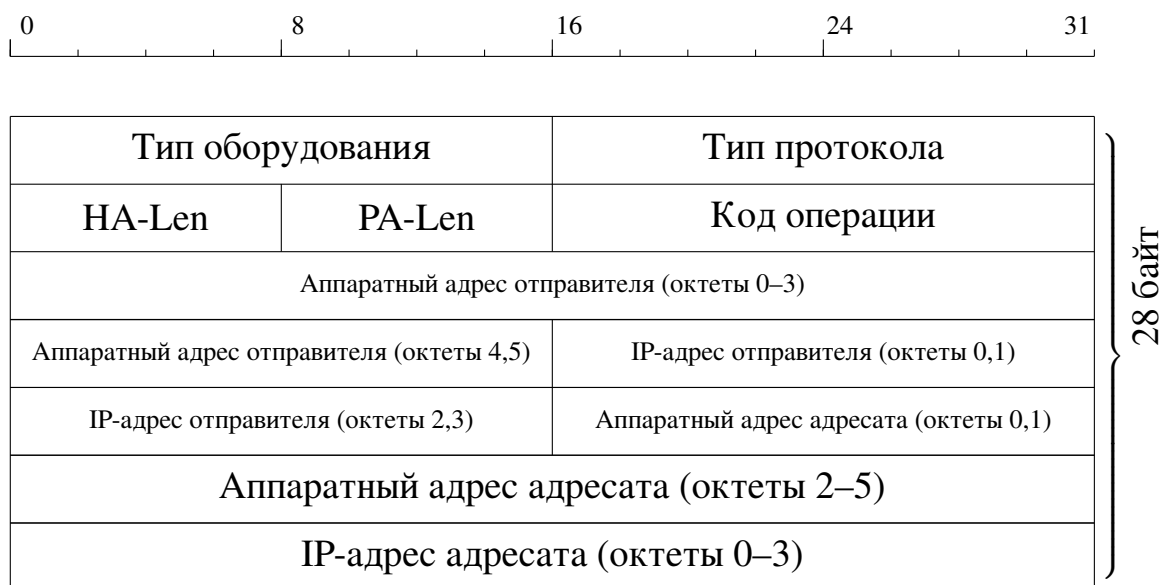 0 8 16 24 31
Тип оборудования Тип протокола
HA-Len PA-Len Код операции
Аппаратный адрес отправителя (октеты 0–3)
Аппаратный адрес отправителя (октеты 4,5) IP-адрес отправителя (октеты 0,1)
IP-адрес отправителя (октеты 2,3) Аппаратный адрес адресата (октеты 0,1)
Аппаратный адрес адресата (октеты 2–5)
IP-адрес адресата (октеты 0–3)
28 байт